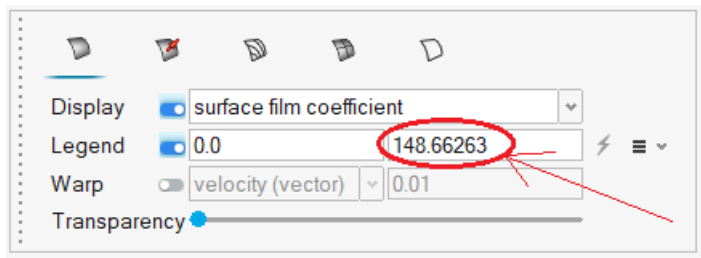 Display surface film coefficient
Legend 0.0 148.66263
Warp velocity (vector) 0.01
Transparency